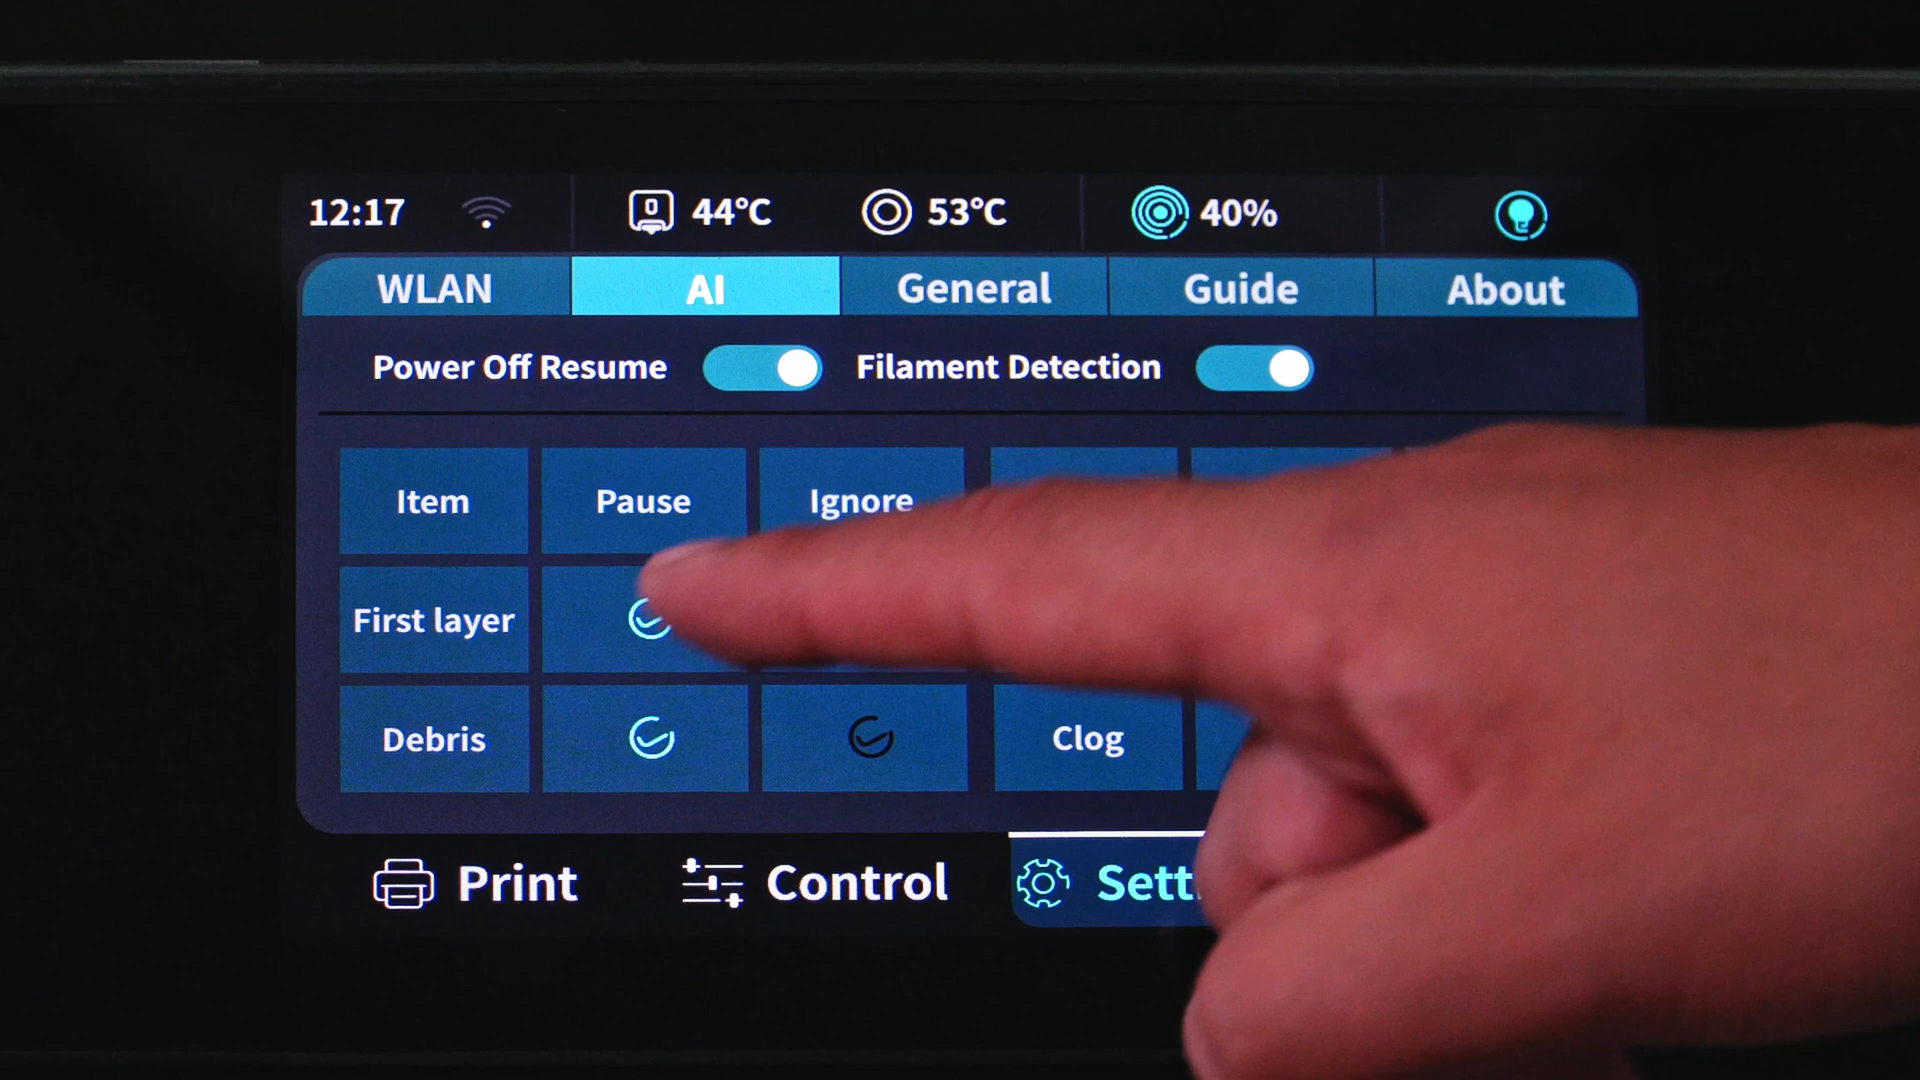 12:17 0 44°C 53°C 40%
WLAN AI General Guide About
Power Off Resume Filament Detection
Item Pause Ignore
First layer
Debris Clog
Print Control Sett